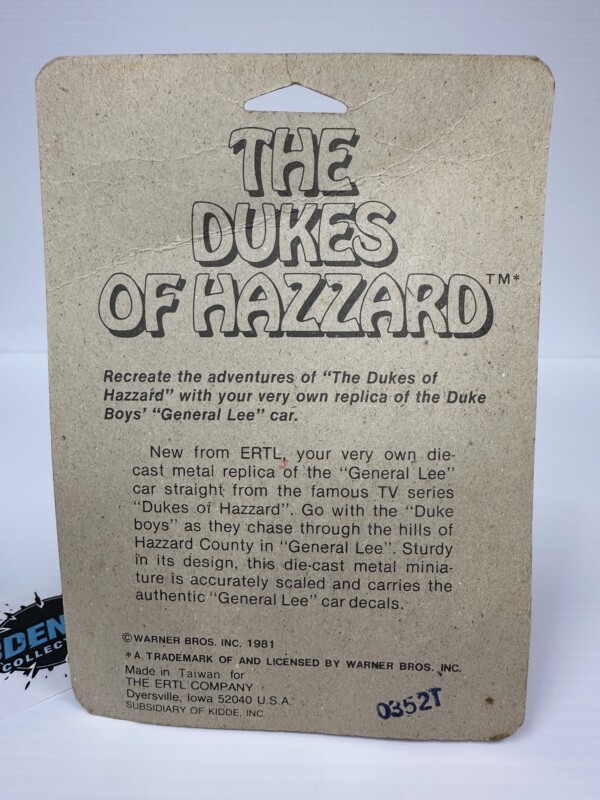 THE
DUKES
OF HAZZARD™*
Recreate the adventures of "The Dukes of
Hazzard" with your very own replica of the Duke
Boys' "General Lee" car.
New from ERTL, your very own die-
cast metal replica of the "General Lee"
car straight from the famous TV series
"Dukes of Hazzard". Go with the "Duke
boys" as they chase through the hills of
Hazzard County in "General Lee". Sturdy
in its design, this die-cast metal minia-
ture is accurately scaled and carries the
authentic "General Lee" car decals.
©WARNER BROS. INC. 1981
*A TRADEMARK OF AND LICENSED BY WARNER BROS. INC.
Made in Taiwan for
THE ERTL COMPANY
Dyersville, Iowa 52040 U.S.A.
SUBSIDIARY OF KIDDE, INC.
0352T